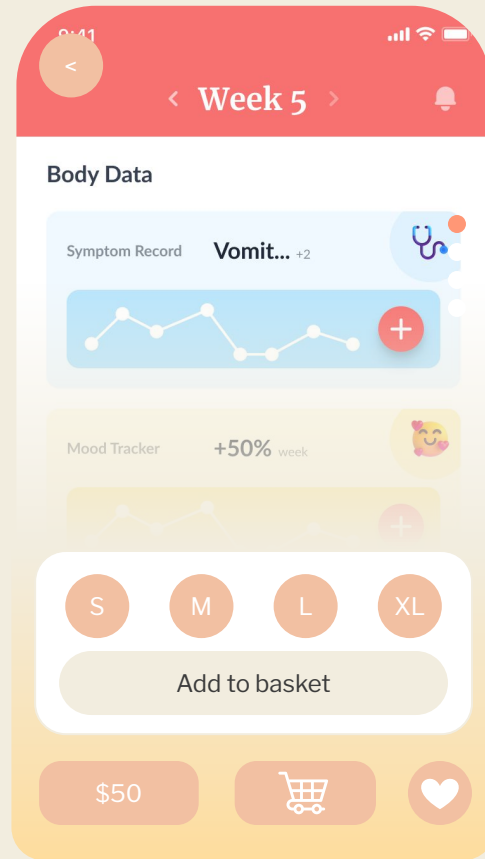 9:41
<
< Week 5 >
Body Data
Symptom Record Vomit... +2
Mood Tracker +50% week
S M L XL
Add to basket
$50